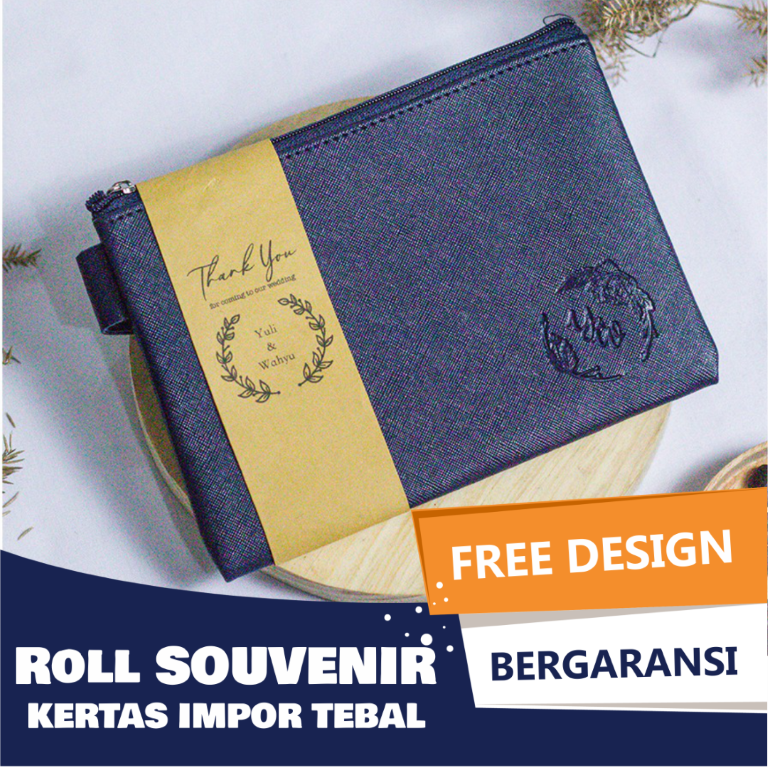 Thank You
for coming to our wedding
Yuli
&
Wahyu
FREE DESIGN
BERGARANSI
ROLL SOUVENIR
KERTAS IMPOR TEBAL